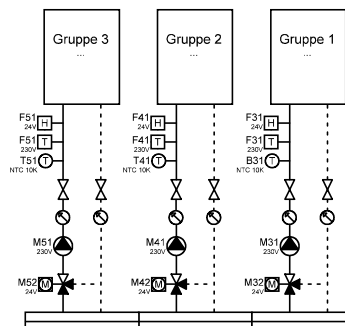 Gruppe 3
...
Gruppe 2
...
Gruppe 1
...
F51 H
24V
F41 H
24V
F31 H
24V
F51 T
230V
F41 T
230V
F31 T
230V
T51 T
NTC 10K
T41 T
NTC 10K
B31 T
NTC 10K
M51
230V
M41
230V
M31
230V
M52 M
24V
M42 M
24V
M32 M
24V